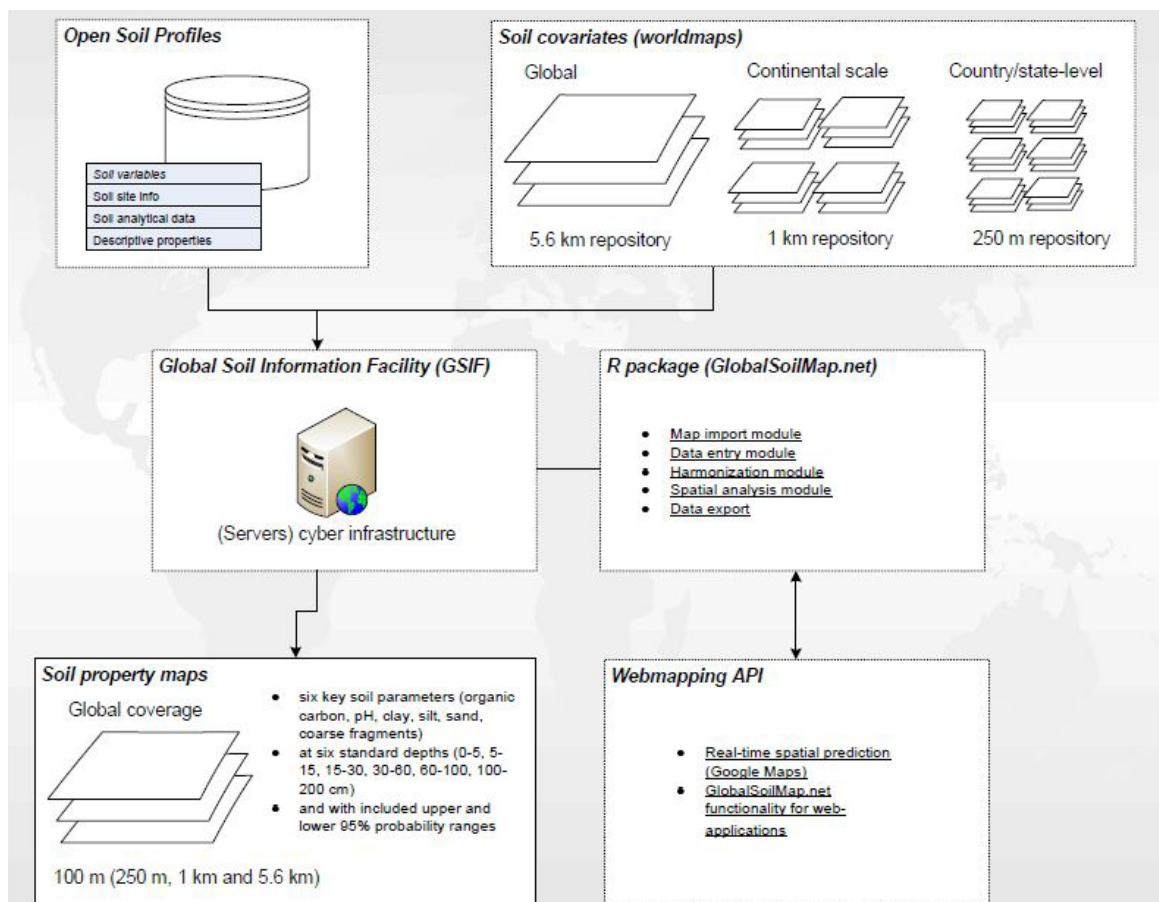 Open Soil Profiles
Soil variables
Soil site info
Soil analytical data
Descriptive properties
Soil covariates (worldmaps)
Global
Continental scale
Country/state-level
5.6 km repository
1 km repository
250 m repository
Global Soil Information Facility (GSIF)
(Servers) cyber infrastructure
R package (GlobalSoilMap.net)
● Map import module
● Data entry module
● Harmonization module
● Spatial analysis module
● Data export
Soil property maps
Global coverage
● six key soil parameters (organic
carbon, pH, clay, silt, sand,
coarse fragments)
● at six standard depths (0-5, 5-
15, 15-30, 30-60, 60-100, 100-
200 cm)
● and with included upper and
lower 95% probability ranges
100 m (250 m, 1 km and 5.6 km)
Webmapping API
● Real-time spatial prediction
(Google Maps)
● GlobalSoilMap.net
functionality for web-
applications